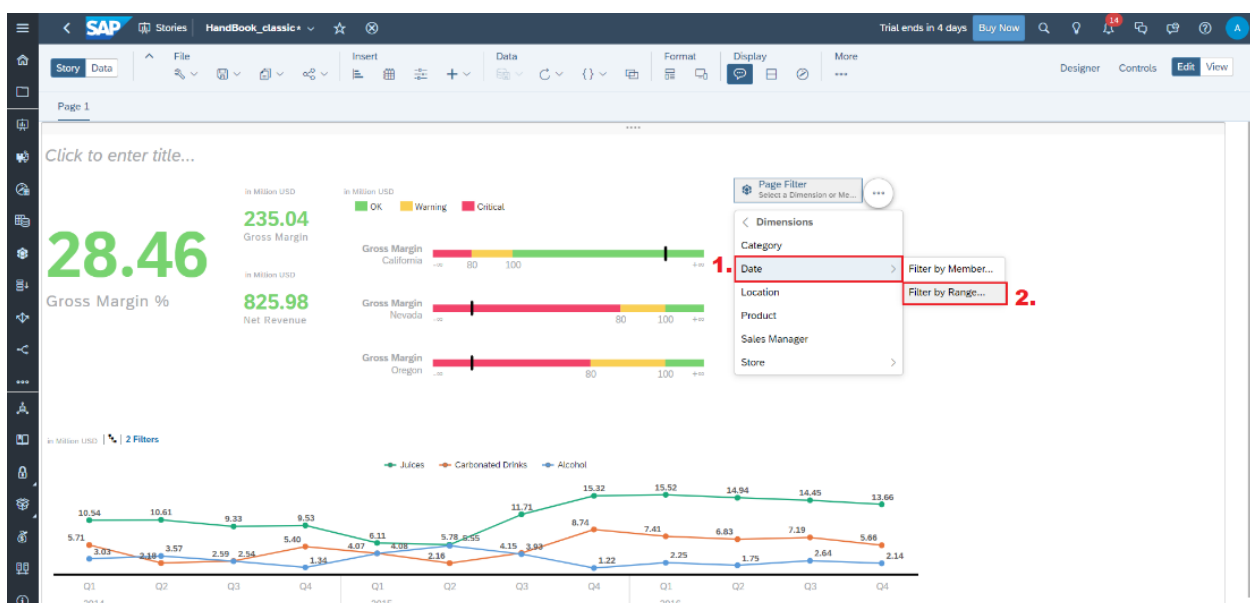 SAP Stories HandBook_classic* Trial ends in 4 days Buy Now 14 A
File Insert Data Format Display More
Story Data Designer Controls Edit View
Page 1
Click to enter title...
28.46
Gross Margin %
in Million USD
235.04
Gross Margin
in Million USD
825.98
Net Revenue
in Million USD
OK Warning Critical
Gross Margin
California
-∞ 80 100 +∞
Gross Margin
Nevada
-∞ 80 100 +∞
Gross Margin
Oregon
-∞ 80 100 +∞
Page Filter
Select a Dimension or Me...
Dimensions
Category
1. Date
Filter by Member...
Location
Filter by Range... 2.
Product
Sales Manager
Store
in Million USD 2 Filters
Juices Carbonated Drinks Alcohol
10.54 10.61 9.33 9.53 6.11 5.78 11.71 15.32 15.52 14.94 14.45 13.66
5.71 2.18 2.59 5.40 4.07 2.16 3.93 8.74 7.41 6.83 7.19 5.66
3.03 3.57 2.54 1.34 4.08 5.55 4.15 1.22 2.25 1.75 2.64 2.14
Q1 Q2 Q3 Q4 Q1 Q2 Q3 Q4 Q1 Q2 Q3 Q4
2014 2015 2016